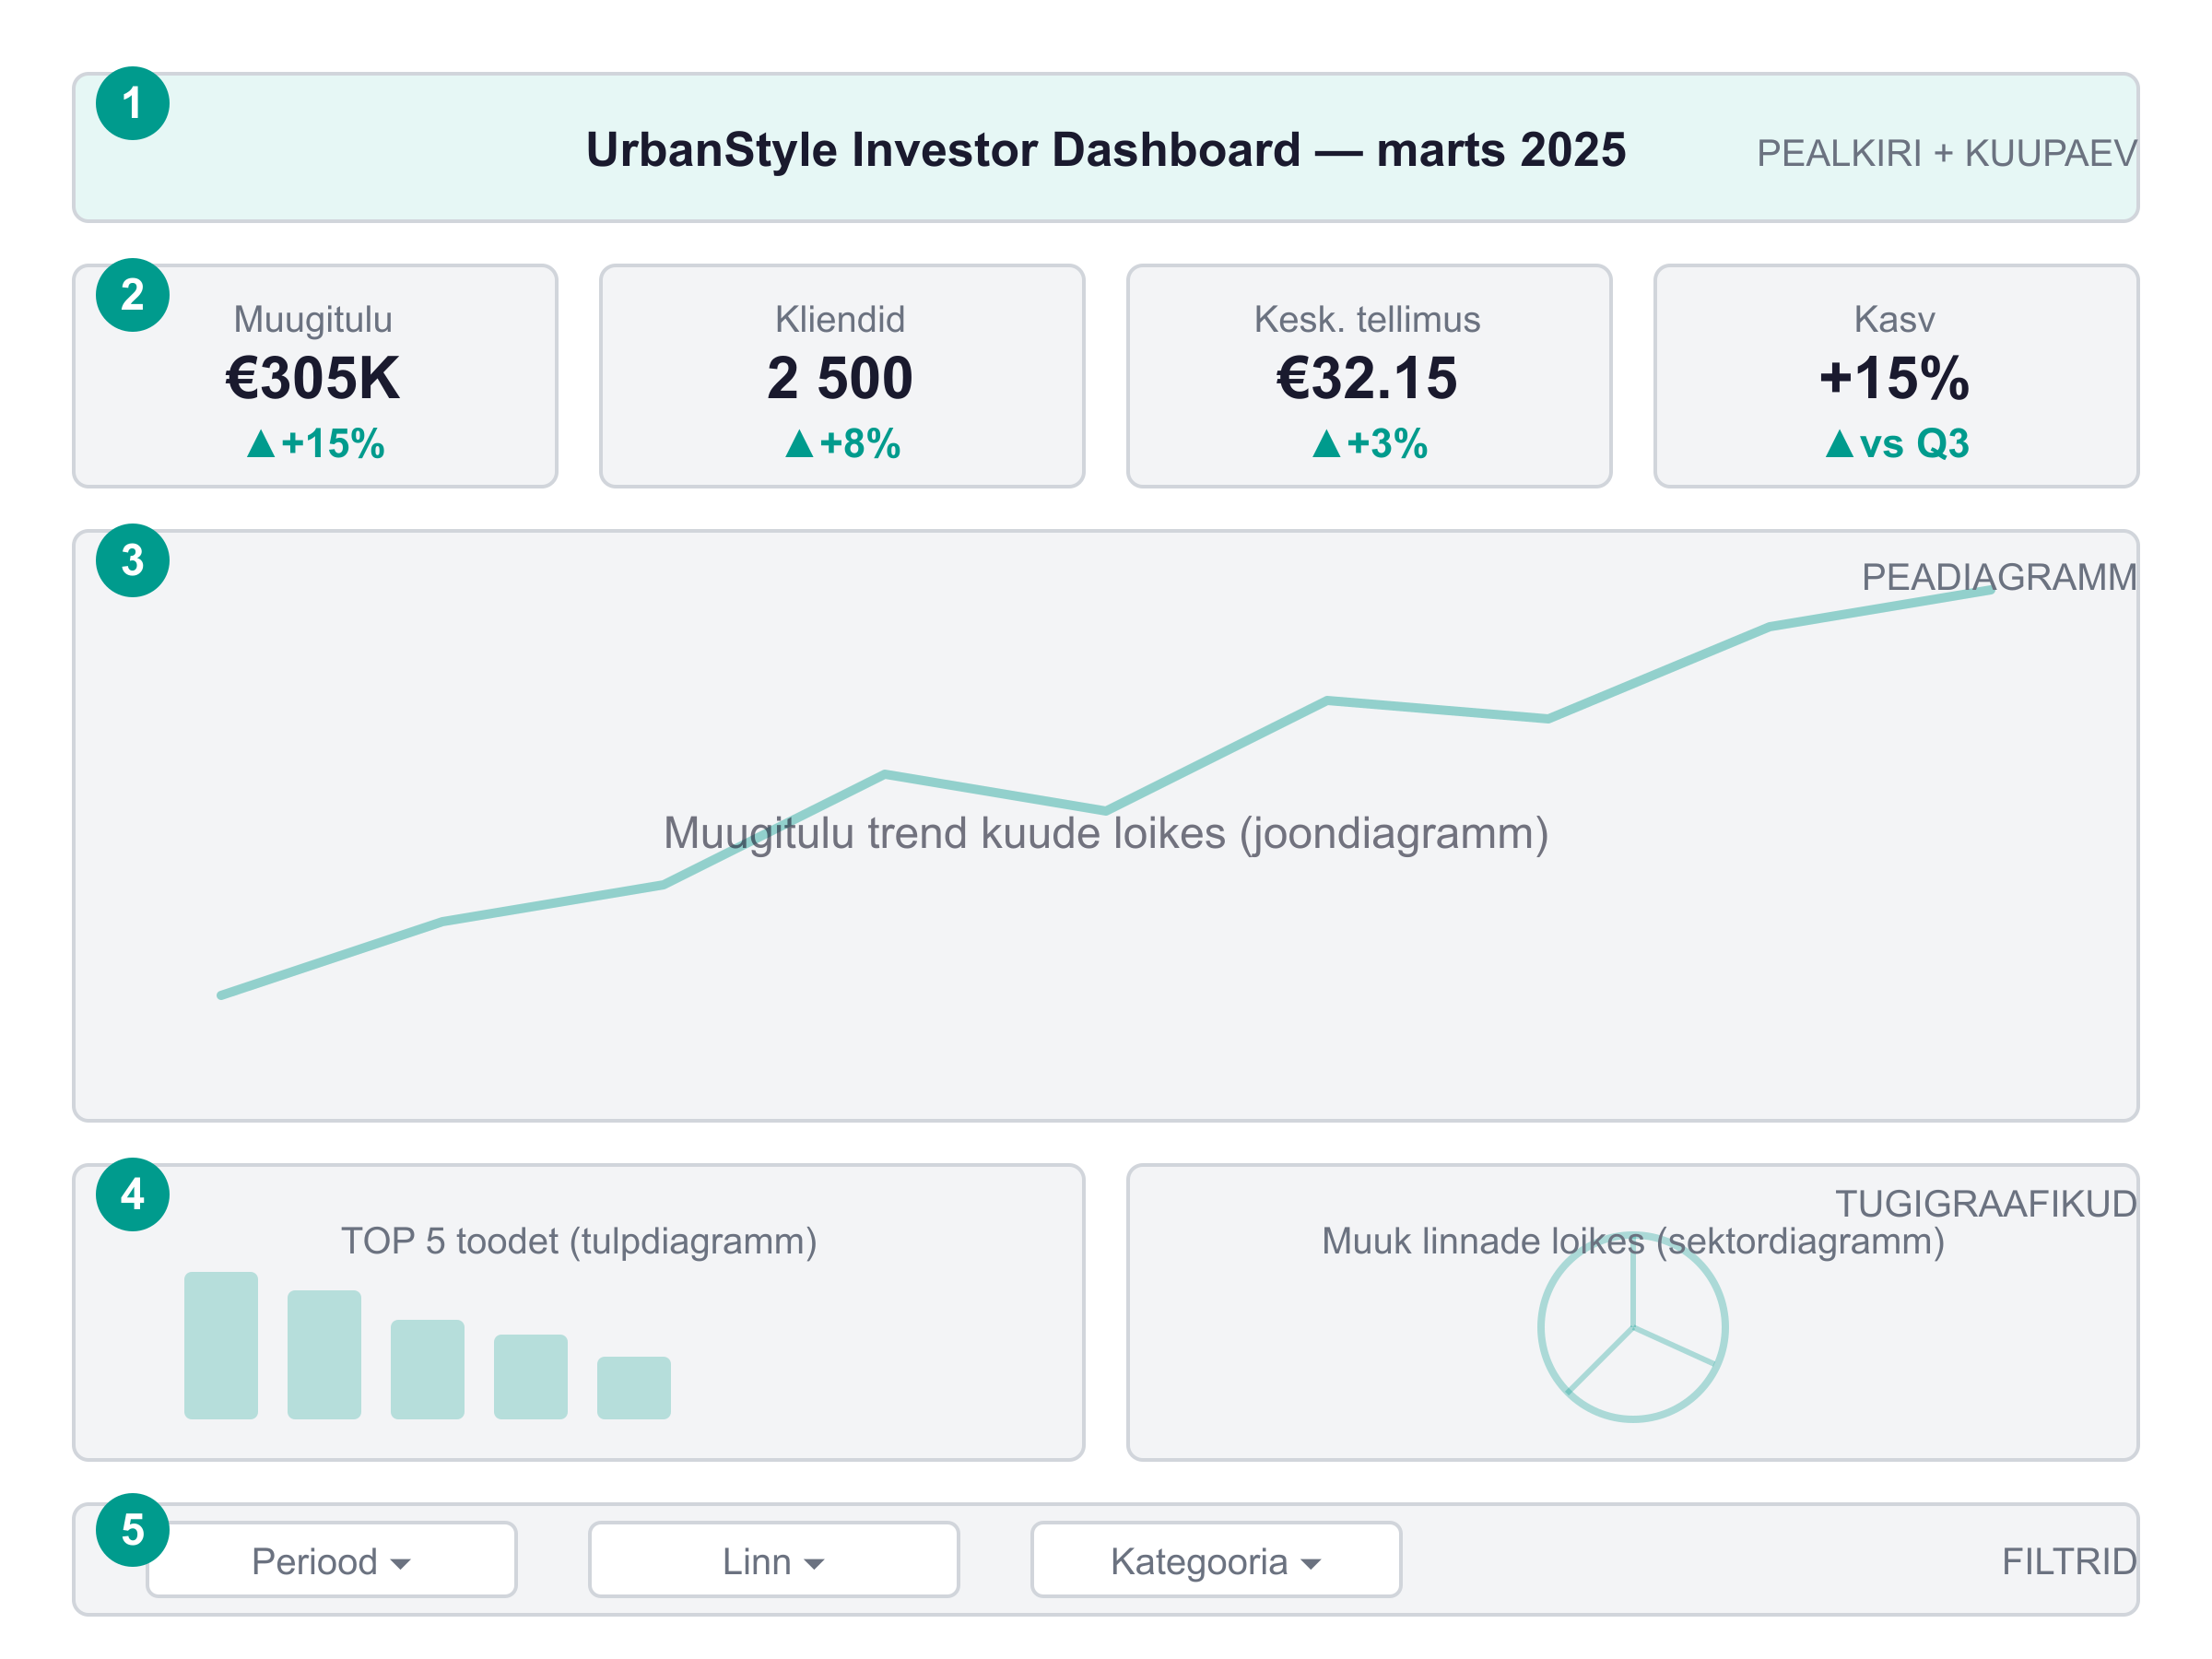 1
UrbanStyle Investor Dashboard — marts 2025
PEALKIRI + KUUPAEV
2
Muugitulu
€305K
▲+15%
Kliendid
2 500
▲+8%
Kesk. tellimus
€32.15
▲+3%
Kasv
+15%
▲vs Q3
3
PEADIAGRAMM
Muugitulu trend kuude loikes (joondiagramm)
4
TOP 5 toodet (tulpdiagramm)
TUGIGRAAFIKUD
Muuk linnade loikes (sektordiagramm)
5
Periood
Linn
Kategooria
FILTRID